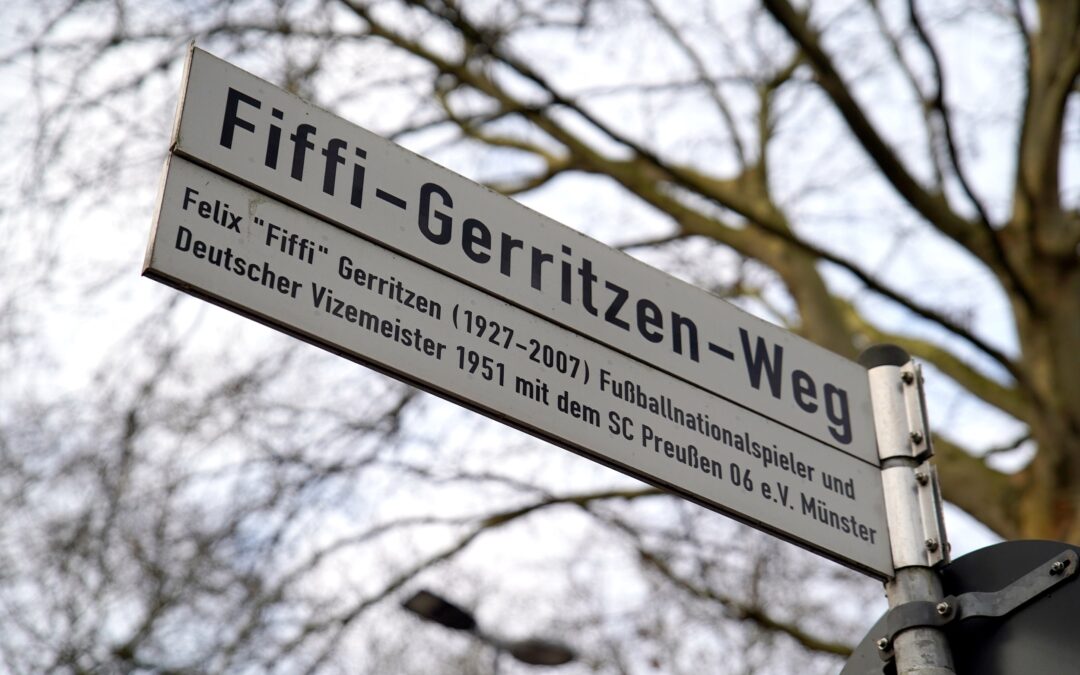 Fiffi-Gerritzen-Weg
Felix "Fiffi" Gerritzen (1927-2007) Fußballnationalspieler und
Deutscher Vizemeister 1951 mit dem SC Preußen 06 e.V. Münster